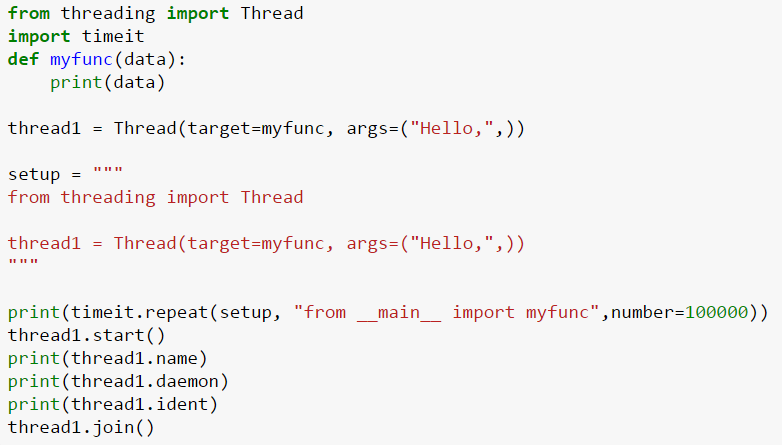 from threading import Thread
import timeit
def myfunc(data):
    print(data)

thread1 = Thread(target=myfunc, args=("Hello,",))

setup = """
from threading import Thread

thread1 = Thread(target=myfunc, args=("Hello,",))
"""

print(timeit.repeat(setup, "from __main__ import myfunc",number=100000))
thread1.start()
print(thread1.name)
print(thread1.daemon)
print(thread1.ident)
thread1.join()